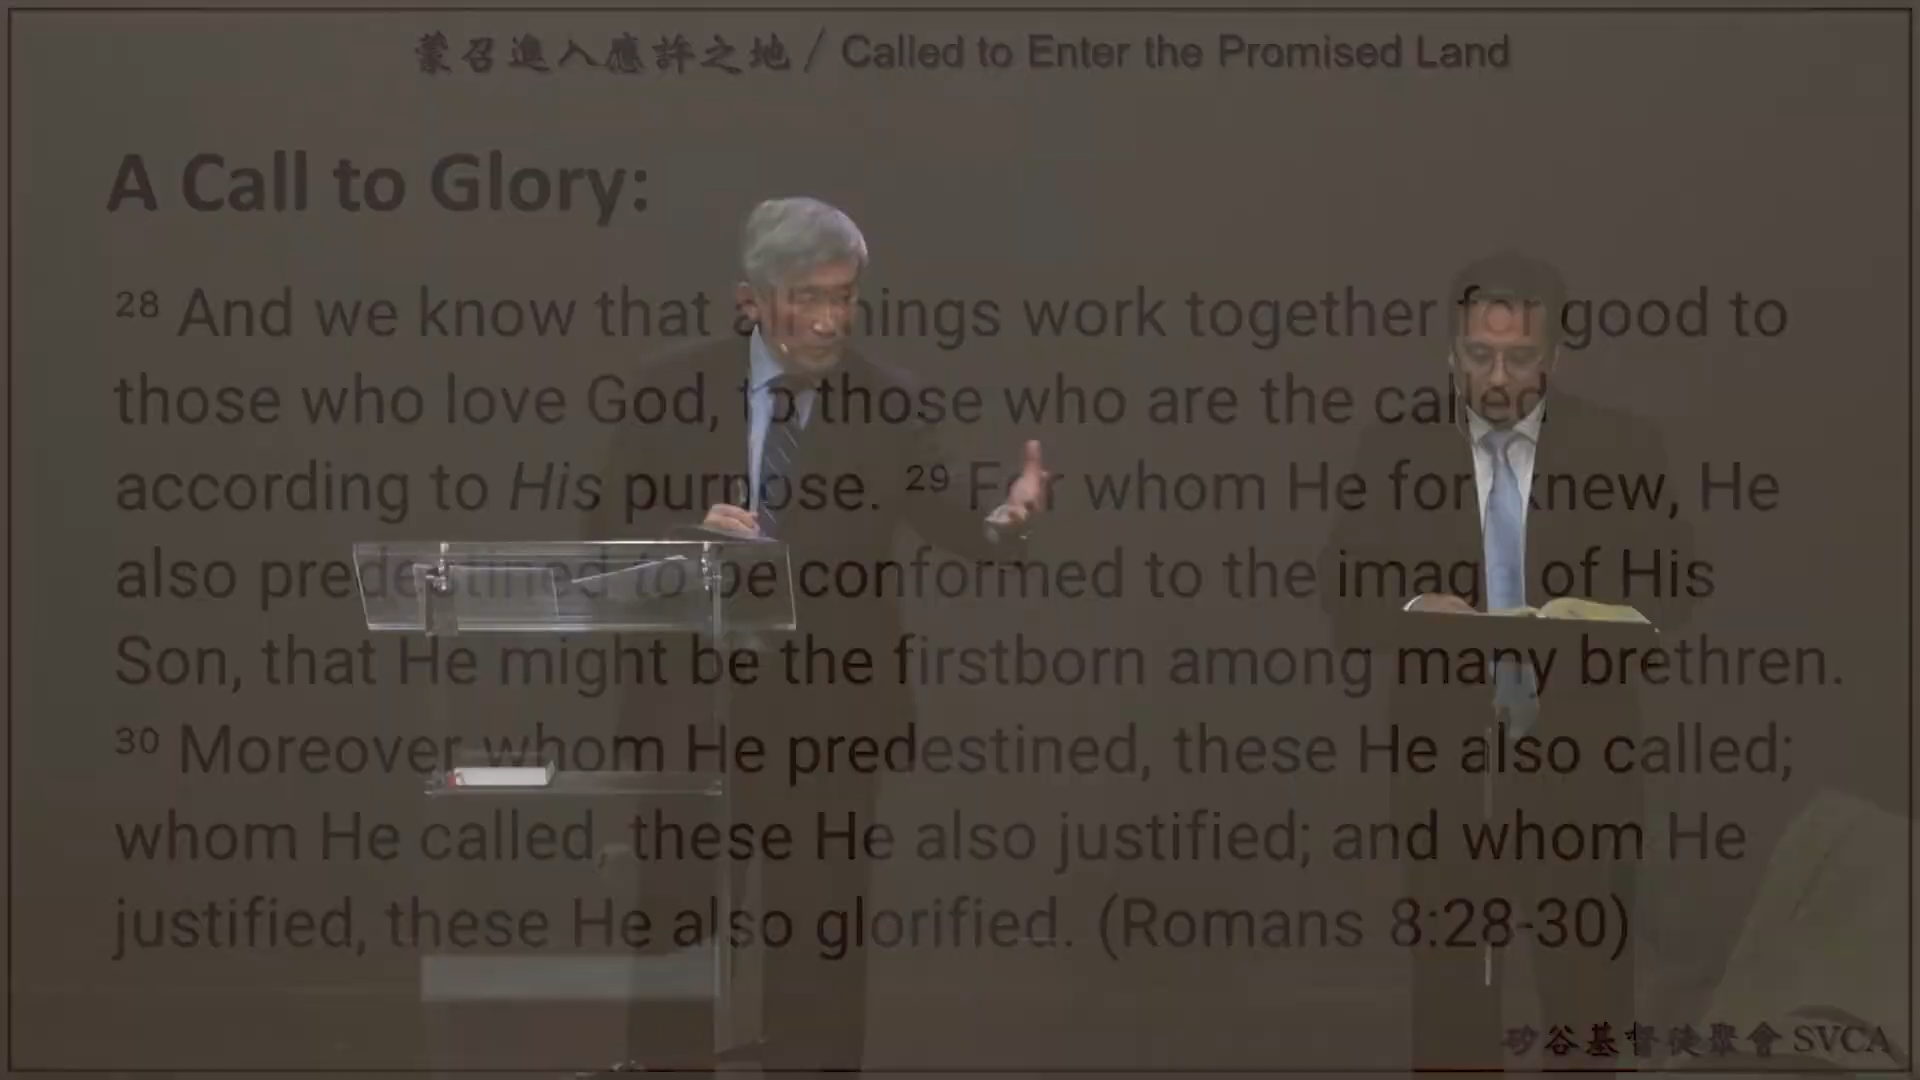 蒙召進入應許之地 / Called to Enter the Promised Land
A Call to Glory:
28 And we know that all things work together for good to
those who love God, to those who are the called
according to His purpose. 29 For whom He foreknew, He
also predestined to be conformed to the image of His
Son, that He might be the firstborn among many brethren.
30 Moreover whom He predestined, these He also called;
whom He called, these He also justified; and whom He
justified, these He also glorified. (Romans 8:28-30)
矽谷基督徒聚會 SVCA